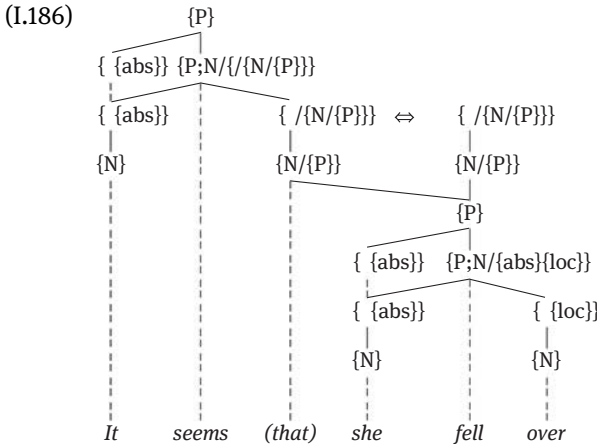 (I.186)
{P}
{ {abs}} {P;N/{/{N/{P}}}
{ {abs}} { /{N/{P}}} ⇔ { /{N/{P}}}
{N} {N/{P}} {N/{P}}
{P}
{ {abs}} {P;N/{abs}{loc}}
{ {abs}} { {loc}}
{N} {N}
It seems (that) she fell over